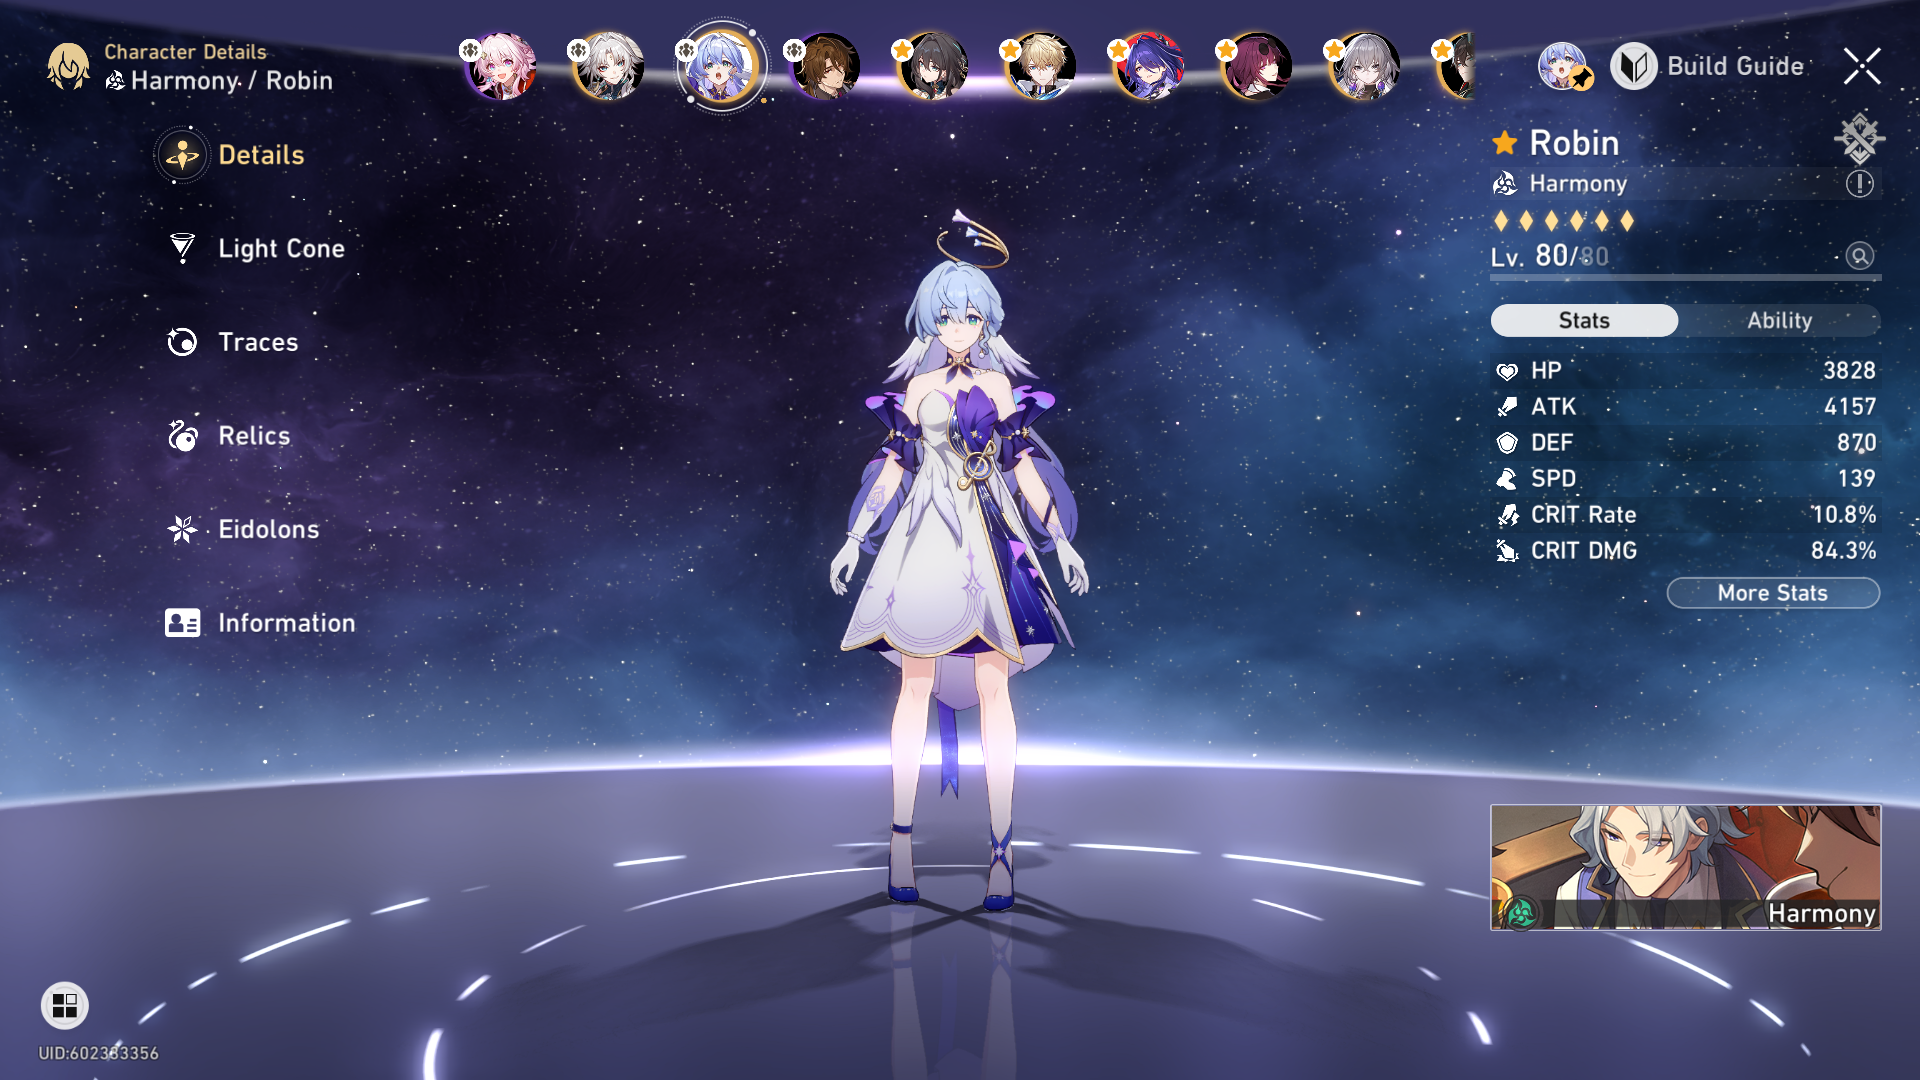 Character Details
Harmony / Robin
Build Guide
Details
Light Cone
Traces
Relics
Eidolons
Information
Robin
Harmony
Lv. 80/80
Stats
Ability
HP 3828
ATK 4157
DEF 870
SPD 139
CRIT Rate 10.8%
CRIT DMG 84.3%
More Stats
Harmony
UID:602383356